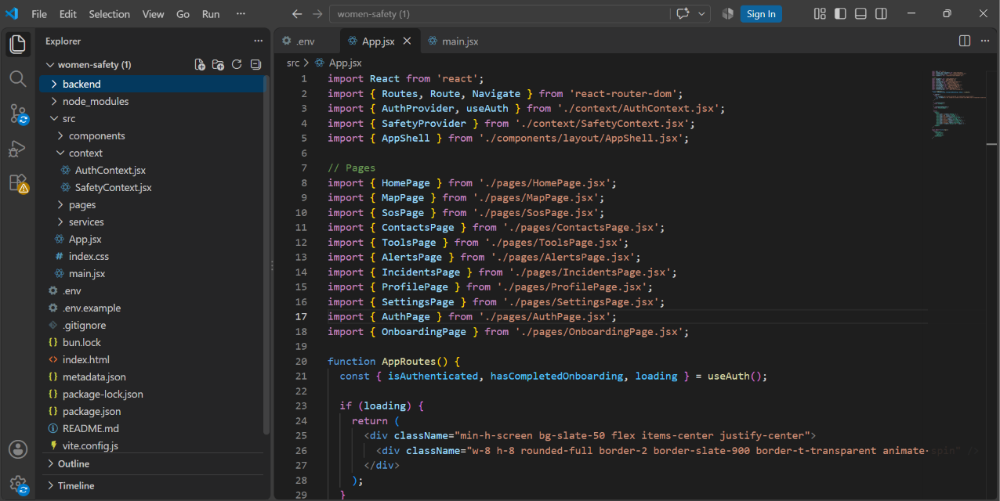 File Edit Selection View Go Run ··· women-safety (1) Sign In
Explorer
women-safety (1)
backend
node_modules
src
components
context
AuthContext.jsx
SafetyContext.jsx
pages
services
App.jsx
# index.css
main.jsx
.env
.env.example
.gitignore
{} bun.lock
<> index.html
{} metadata.json
{} package-lock.json
{} package.json
README.md
vite.config.js
Outline
Timeline
.env App.jsx main.jsx
src > App.jsx
1 import React from 'react';
2 import { Routes, Route, Navigate } from 'react-router-dom';
3 import { AuthProvider, useAuth } from './context/AuthContext.jsx';
4 import { SafetyProvider } from './context/SafetyContext.jsx';
5 import { AppShell } from './components/layout/AppShell.jsx';
6
7 // Pages
8 import { HomePage } from './pages/HomePage.jsx';
9 import { MapPage } from './pages/MapPage.jsx';
10 import { SosPage } from './pages/SosPage.jsx';
11 import { ContactsPage } from './pages/ContactsPage.jsx';
12 import { ToolsPage } from './pages/ToolsPage.jsx';
13 import { AlertsPage } from './pages/AlertsPage.jsx';
14 import { IncidentsPage } from './pages/IncidentsPage.jsx';
15 import { ProfilePage } from './pages/ProfilePage.jsx';
16 import { SettingsPage } from './pages/SettingsPage.jsx';
17 import { AuthPage } from './pages/AuthPage.jsx';
18 import { OnboardingPage } from './pages/OnboardingPage.jsx';
19
20 function AppRoutes() {
21 const { isAuthenticated, hasCompletedOnboarding, loading } = useAuth();
22
23 if (loading) {
24 return (
25 <div className="min-h-screen bg-slate-50 flex items-center justify-center">
26 <div className="w-8 h-8 rounded-full border-2 border-slate-900 border-t-transparent animate-spin" />
27 </div>
28 );
29 }